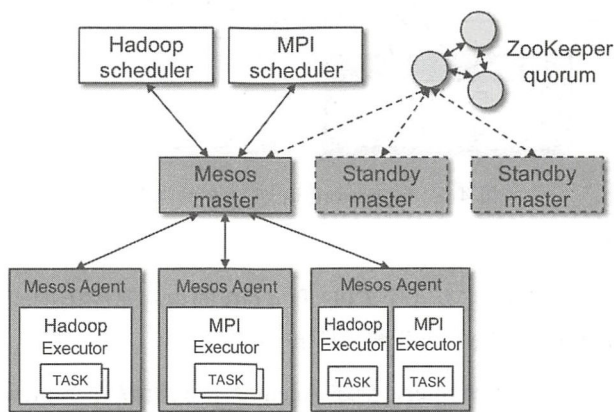 Hadoop
scheduler
MPI
scheduler
ZooKeeper
quorum
Mesos
master
Standby
master
Standby
master
Mesos Agent
Hadoop
Executor
TASK
Mesos Agent
MPI
Executor
TASK
Mesos Agent
Hadoop
Executor
TASK
MPI
Executor
TASK